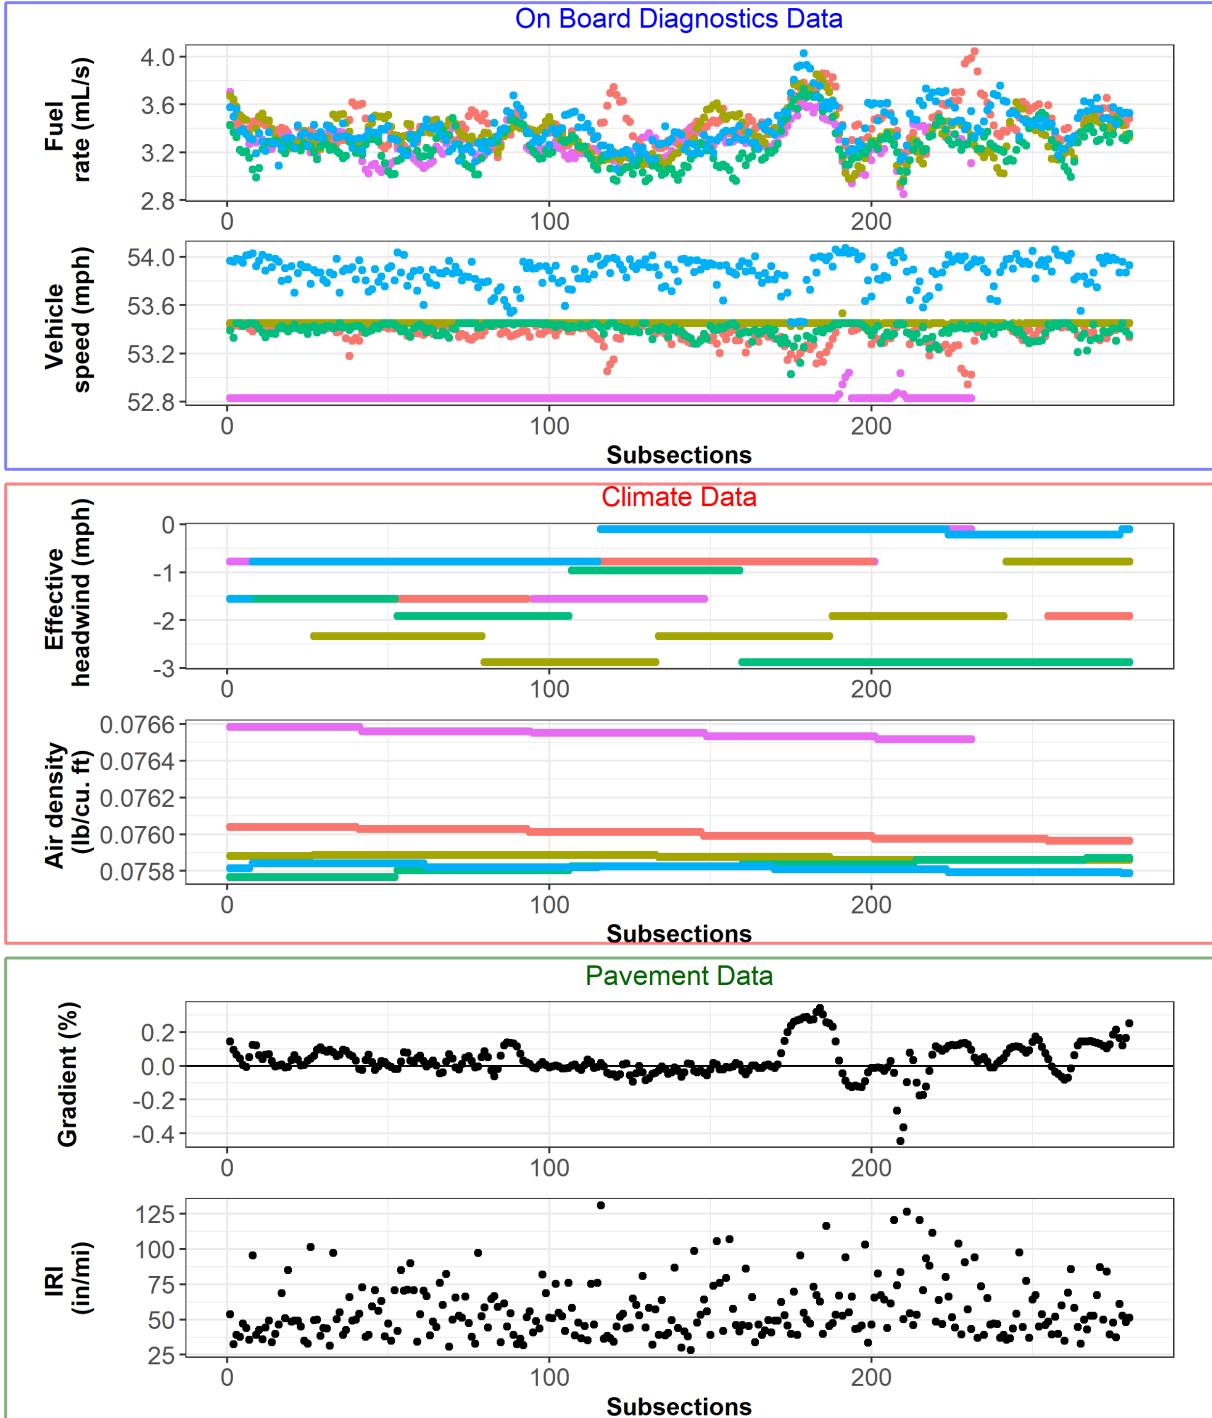 On Board Diagnostics Data
Fuel
rate (mL/s)
4.0
3.6
3.2
2.8
0
100
200
Vehicle
speed (mph)
54.0
53.6
53.2
52.8
0
100
200
Subsections
Climate Data
Effective
headwind (mph)
0
-1
-2
-3
0
100
200
Air density
(lb/cu. ft)
0.0766
0.0764
0.0762
0.0760
0.0758
0
100
200
Subsections
Pavement Data
Gradient (%)
0.2
0.0
-0.2
-0.4
0
100
200
IRI
(in/mi)
125
100
75
50
25
0
100
200
Subsections